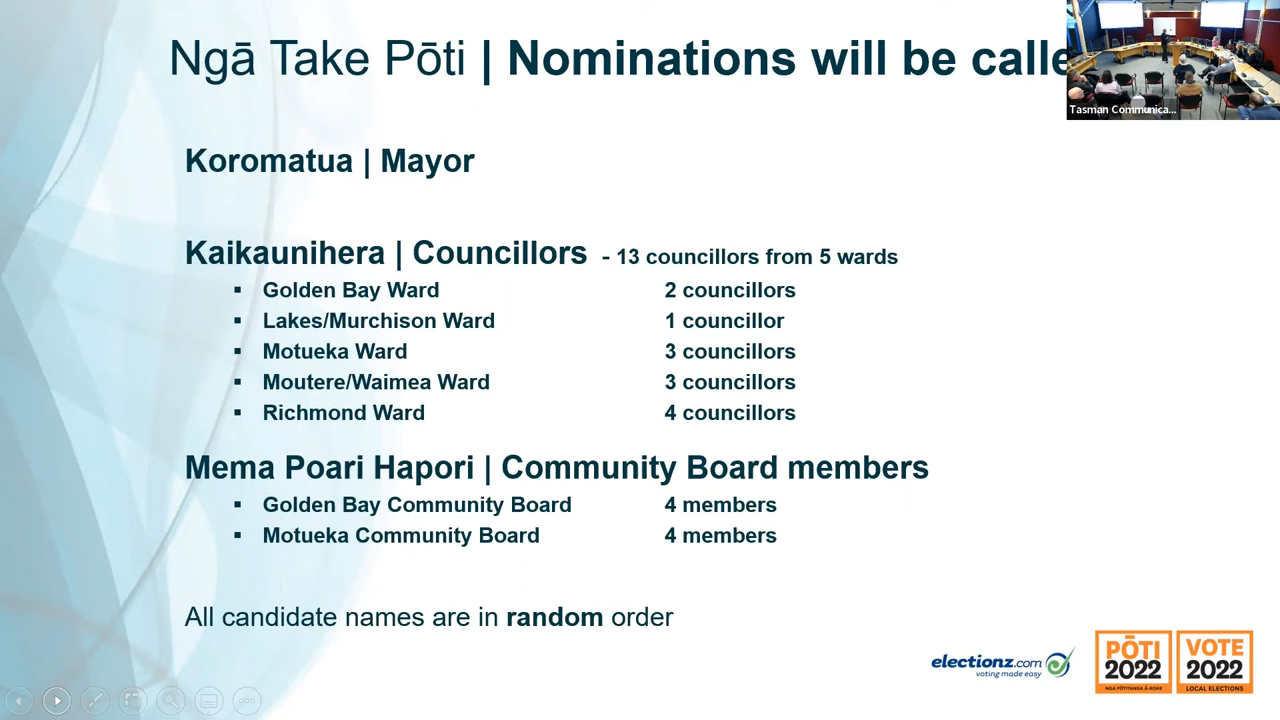 Ngā Take Pōti | Nominations will be calle
Tasman Communica...
Koromatua | Mayor
Kaikaunihera | Councillors - 13 councillors from 5 wards
▪ Golden Bay Ward 2 councillors
▪ Lakes/Murchison Ward 1 councillor
▪ Motueka Ward 3 councillors
▪ Moutere/Waimea Ward 3 councillors
▪ Richmond Ward 4 councillors
Mema Poari Hapori | Community Board members
▪ Golden Bay Community Board 4 members
▪ Motueka Community Board 4 members
All candidate names are in random order
electionz.com
voting made easy
PŌTI
2022
NGA PŌTITANGA Ā-ROHE
VOTE
2022
LOCAL ELECTIONS